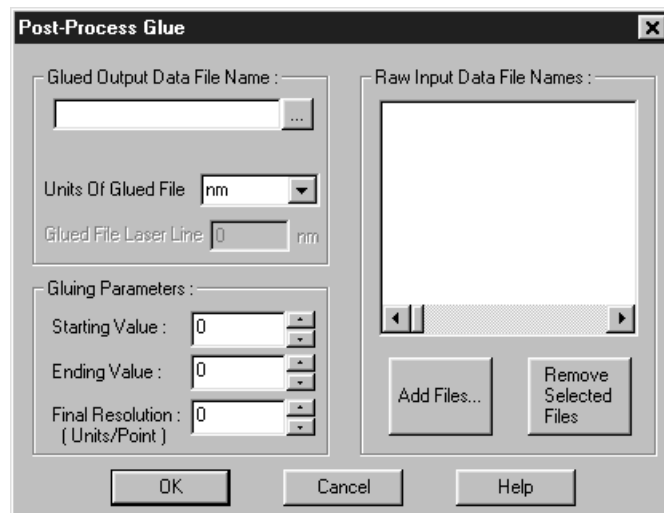 Post-Process Glue
Glued Output Data File Name :
...
Units Of Glued File nm
Glued File Laser Line 0 nm
Gluing Parameters :
Starting Value : 0
Ending Value : 0
Final Resolution : 0
( Units/Point )
Raw Input Data File Names :
Add Files...
Remove
Selected
Files
OK
Cancel
Help